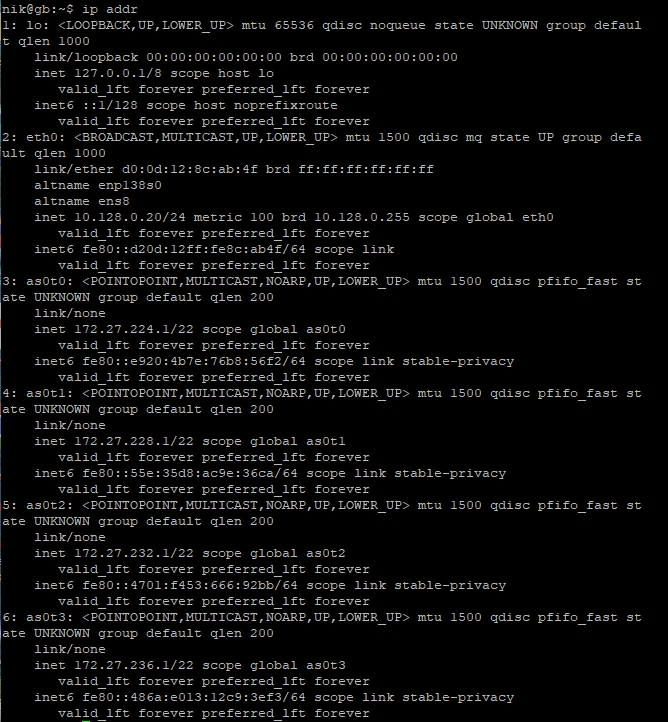 nik@gb:~$ ip addr
1: lo: <LOOPBACK,UP,LOWER_UP> mtu 65536 qdisc noqueue state UNKNOWN group defaul
t qlen 1000
    link/loopback 00:00:00:00:00:00 brd 00:00:00:00:00:00
    inet 127.0.0.1/8 scope host lo
       valid_lft forever preferred_lft forever
    inet6 ::1/128 scope host noprefixroute
       valid_lft forever preferred_lft forever
2: eth0: <BROADCAST,MULTICAST,UP,LOWER_UP> mtu 1500 qdisc mq state UP group defa
ult qlen 1000
    link/ether d0:0d:12:8c:ab:4f brd ff:ff:ff:ff:ff:ff
    altname enp138s0
    altname ens8
    inet 10.128.0.20/24 metric 100 brd 10.128.0.255 scope global eth0
       valid_lft forever preferred_lft forever
    inet6 fe80::d20d:12ff:fe8c:ab4f/64 scope link
       valid_lft forever preferred_lft forever
3: as0t0: <POINTOPOINT,MULTICAST,NOARP,UP,LOWER_UP> mtu 1500 qdisc pfifo_fast st
ate UNKNOWN group default qlen 200
    link/none
    inet 172.27.224.1/22 scope global as0t0
       valid_lft forever preferred_lft forever
    inet6 fe80::e920:4b7e:76b8:56f2/64 scope link stable-privacy
       valid_lft forever preferred_lft forever
4: as0t1: <POINTOPOINT,MULTICAST,NOARP,UP,LOWER_UP> mtu 1500 qdisc pfifo_fast st
ate UNKNOWN group default qlen 200
    link/none
    inet 172.27.228.1/22 scope global as0t1
       valid_lft forever preferred_lft forever
    inet6 fe80::55e:35d8:ac9e:36ca/64 scope link stable-privacy
       valid_lft forever preferred_lft forever
5: as0t2: <POINTOPOINT,MULTICAST,NOARP,UP,LOWER_UP> mtu 1500 qdisc pfifo_fast st
ate UNKNOWN group default qlen 200
    link/none
    inet 172.27.232.1/22 scope global as0t2
       valid_lft forever preferred_lft forever
    inet6 fe80::4701:f453:666:92bb/64 scope link stable-privacy
       valid_lft forever preferred_lft forever
6: as0t3: <POINTOPOINT,MULTICAST,NOARP,UP,LOWER_UP> mtu 1500 qdisc pfifo_fast st
ate UNKNOWN group default qlen 200
    link/none
    inet 172.27.236.1/22 scope global as0t3
       valid_lft forever preferred_lft forever
    inet6 fe80::486a:e013:12c9:3ef3/64 scope link stable-privacy
       valid_lft forever preferred_lft forever